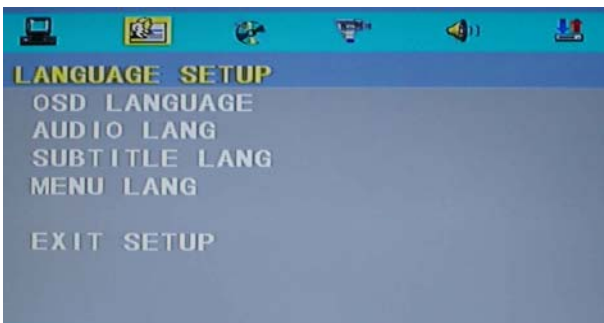 LANGUAGE SETUP
OSD LANGUAGE
AUDIO LANG
SUBTITLE LANG
MENU LANG
EXIT SETUP